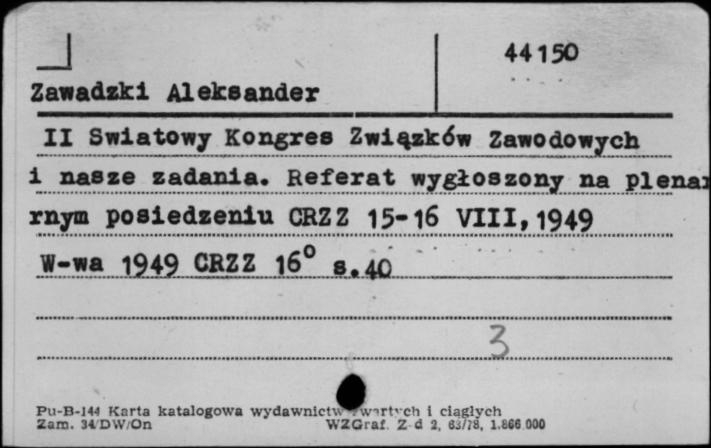 44150
Zawadzki Aleksander
II Swiatowy Kongres Związków Zawodowych
i nasze zadania. Referat wygłoszony na plena
rnym posiedzeniu CRZZ 15-16 VIII, 1949
W-wa 1949 CRZZ 16⁰ s.40
3
Pu-B-144 Karta katalogowa wydawnictw zwartych i ciągłych
Zam. 34/DW/On WZGraf. Z-d 2, 63/78, 1.866 000